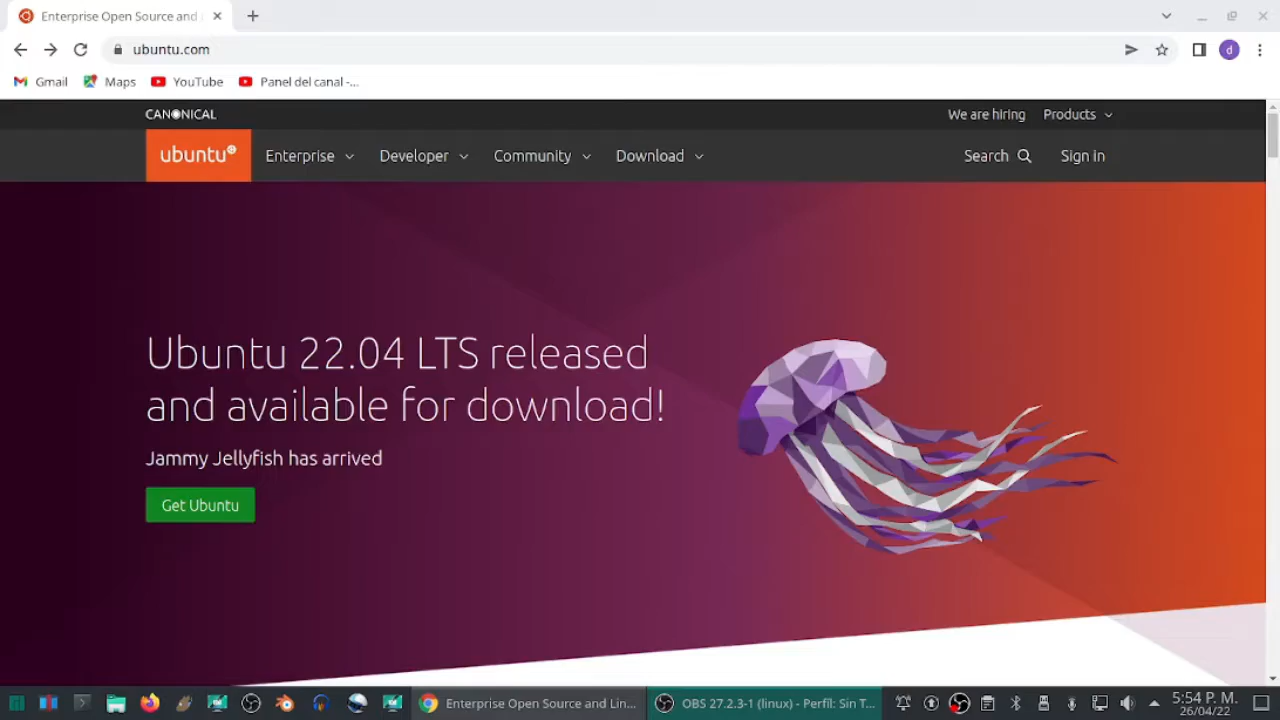 Enterprise Open Source and
ubuntu.com
d
Gmail Maps YouTube Panel del canal -...
CANONICAL We are hiring Products
ubuntu Enterprise Developer Community Download Search Sign in
Ubuntu 22.04 LTS released
and available for download!
Jammy Jellyfish has arrived
Get Ubuntu
Enterprise Open Source and Lin... OBS 27.2.3-1 (linux) - Perfil: Sin T... 5:54 P. M.
26/04/22